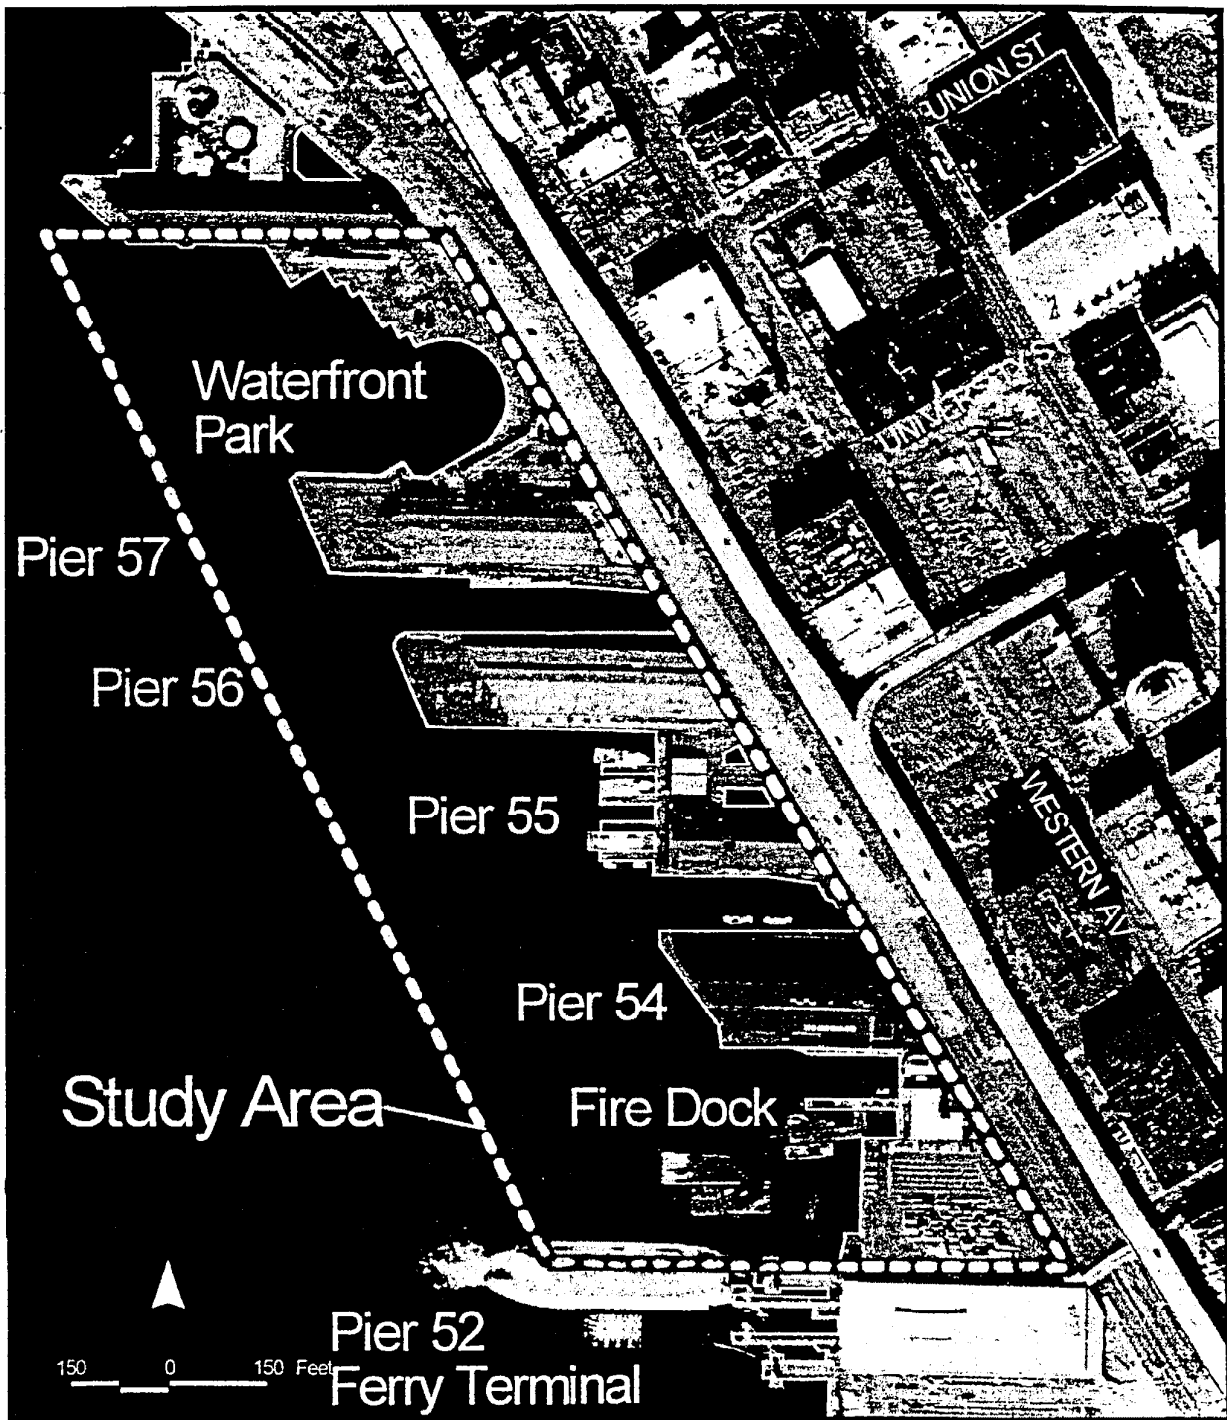 UNION ST
UNIVERSITY S
Waterfront
Park
Pier 57
Pier 56
Pier 55
WESTERN AV
Pier 54
Study Area
Fire Dock
Pier 52
Ferry Terminal
150 0 150 Feet